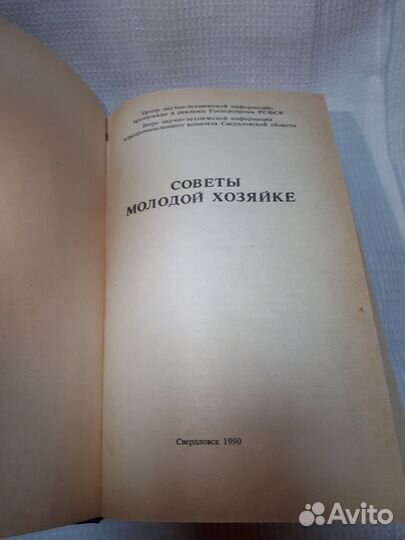 Центр научно-технической информации,
пропаганды и рекламы Госагропрома РСФСР
Бюро научно-технической информации
агропромышленного комитета Свердловской области
СОВЕТЫ
МОЛОДОЙ ХОЗЯЙКЕ
Свердловск 1990
Avito